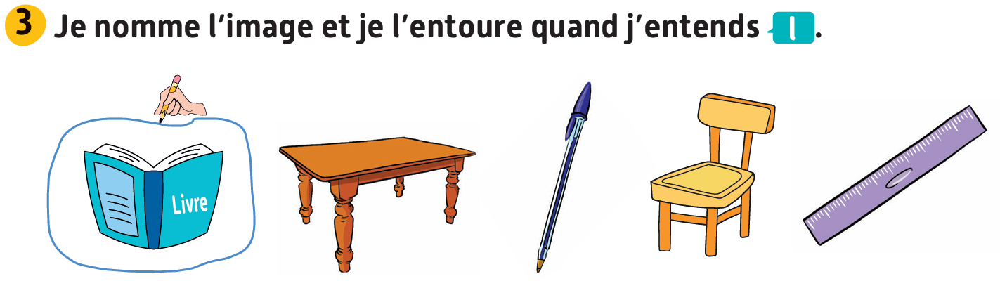 3 Je nomme l'image et je l'entoure quand j'entends l.
Livre